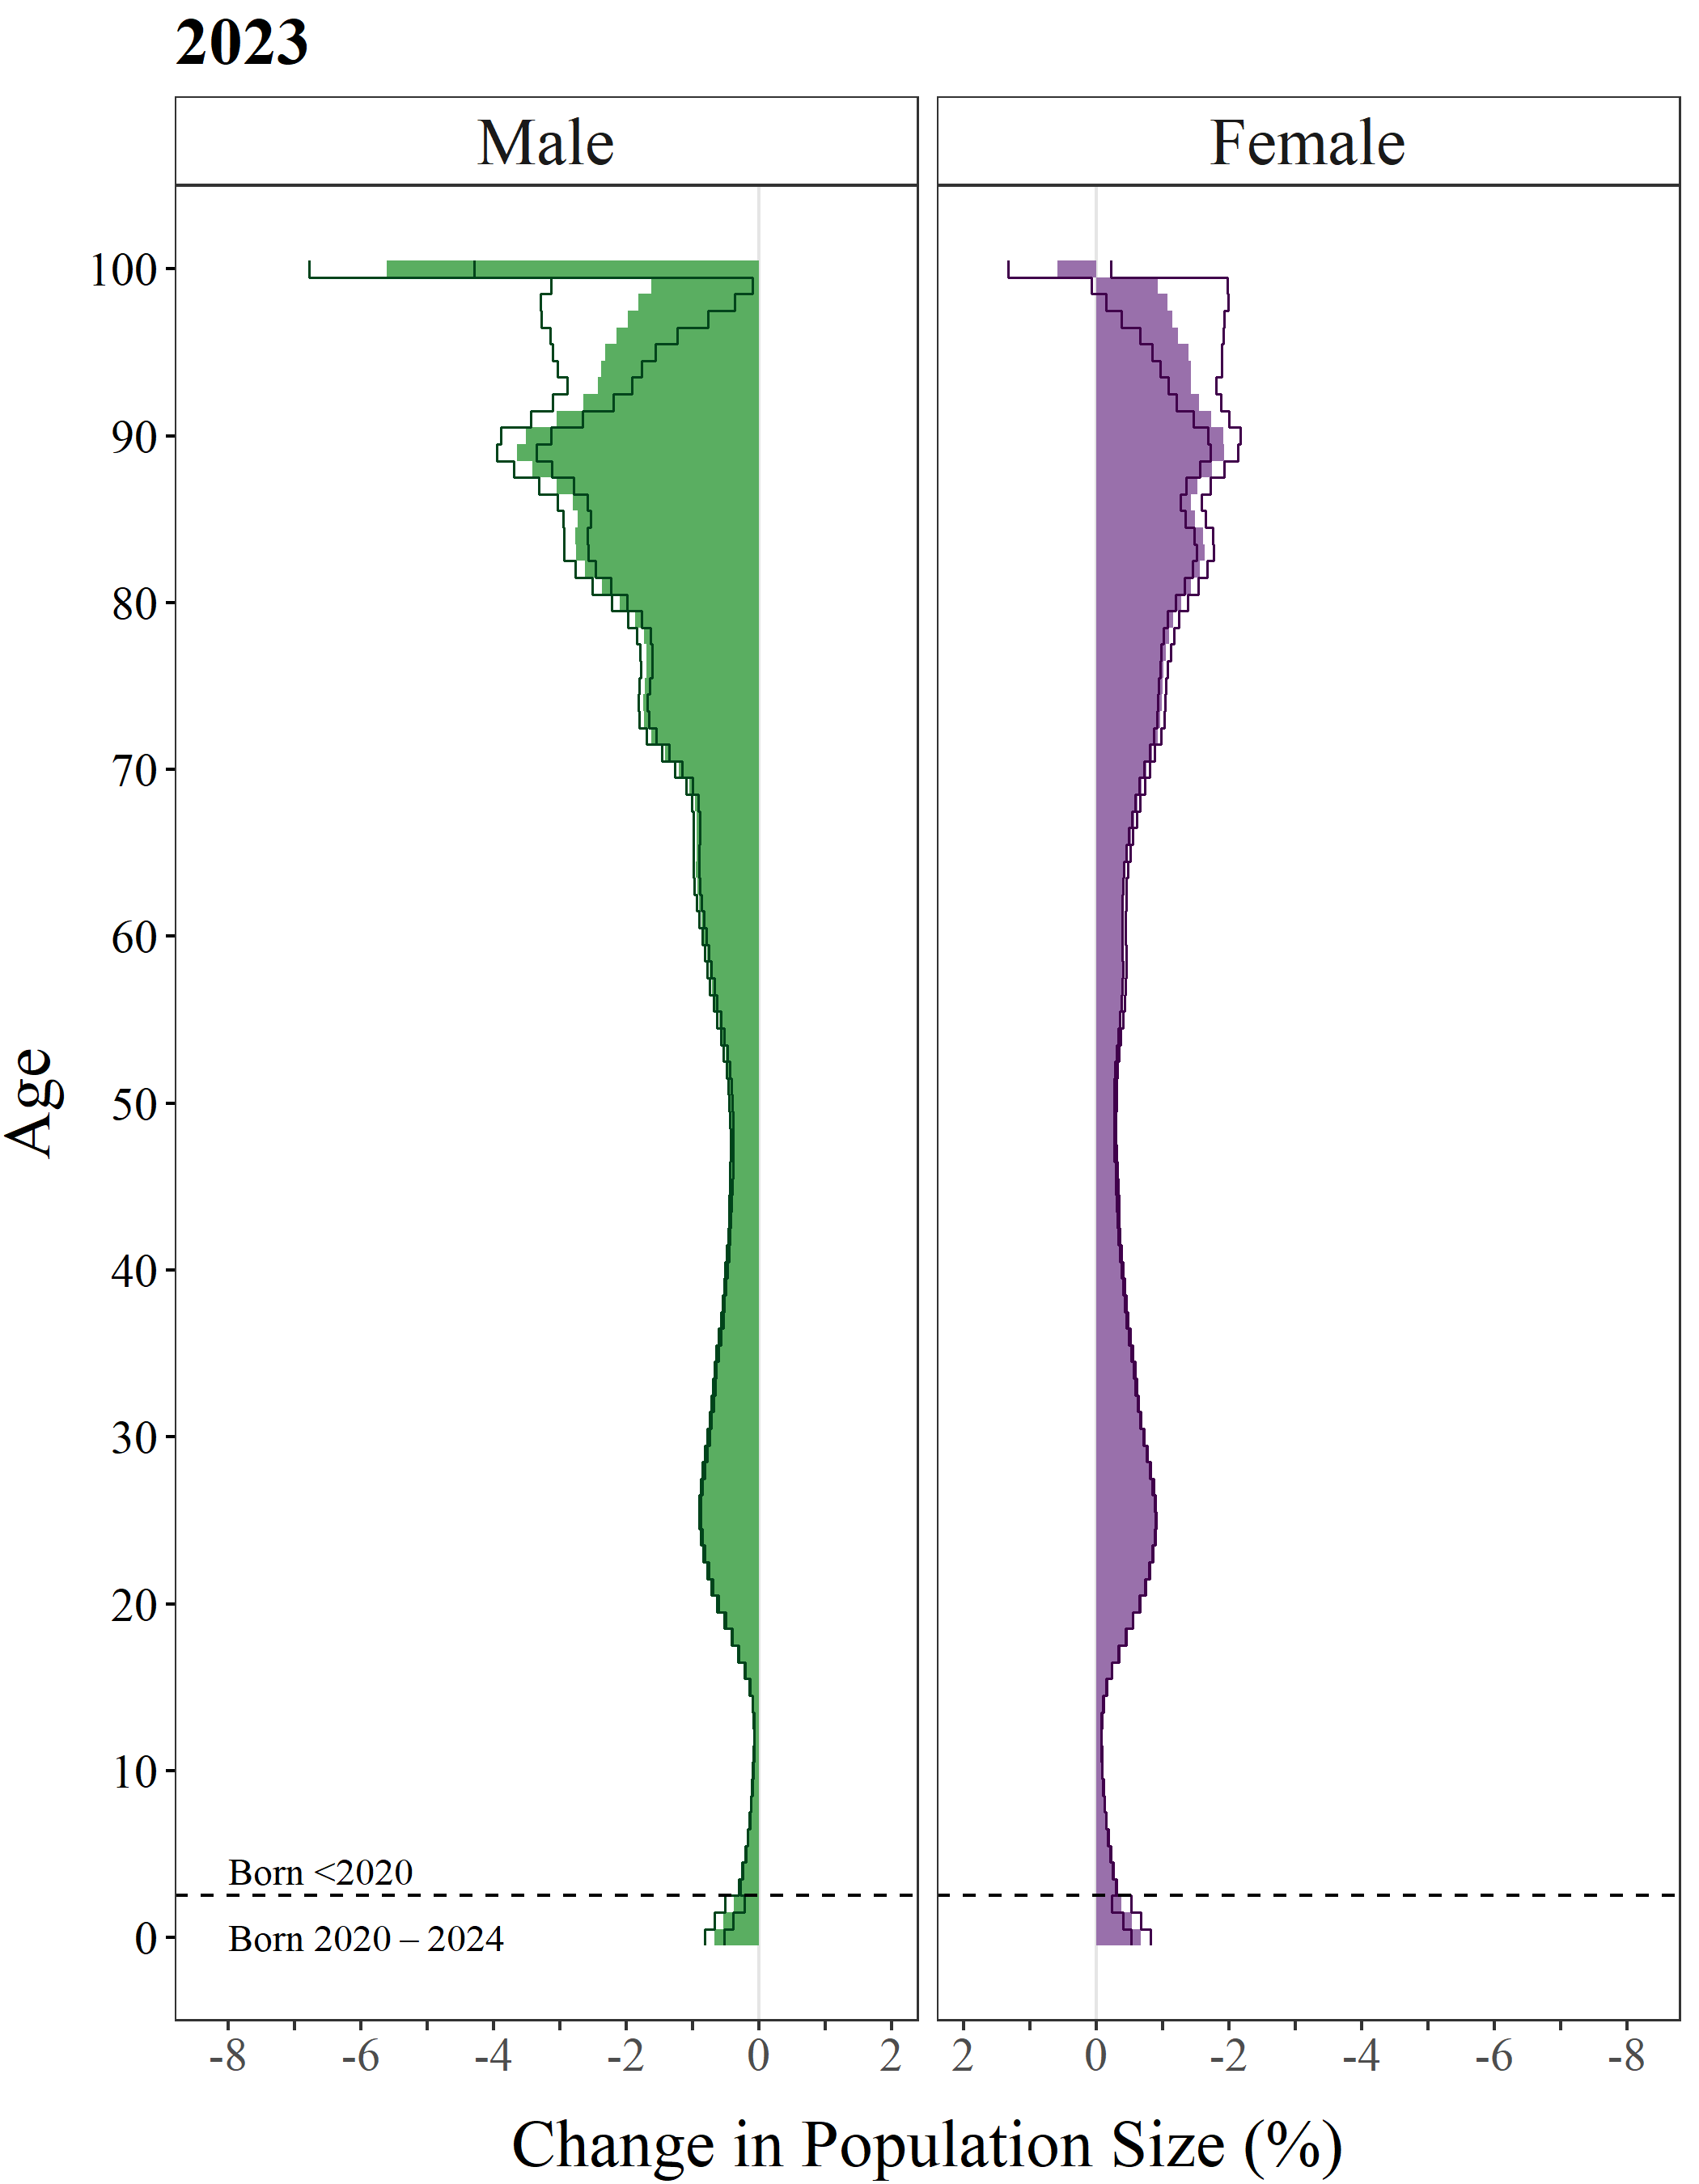 2023
Male
Female
100
90
80
70
60
50
40
30
20
10
0
Age
Born <2020
Born 2020 – 2024
-8 -6 -4 -2 0 2
2 0 -2 -4 -6 -8
Change in Population Size (%)